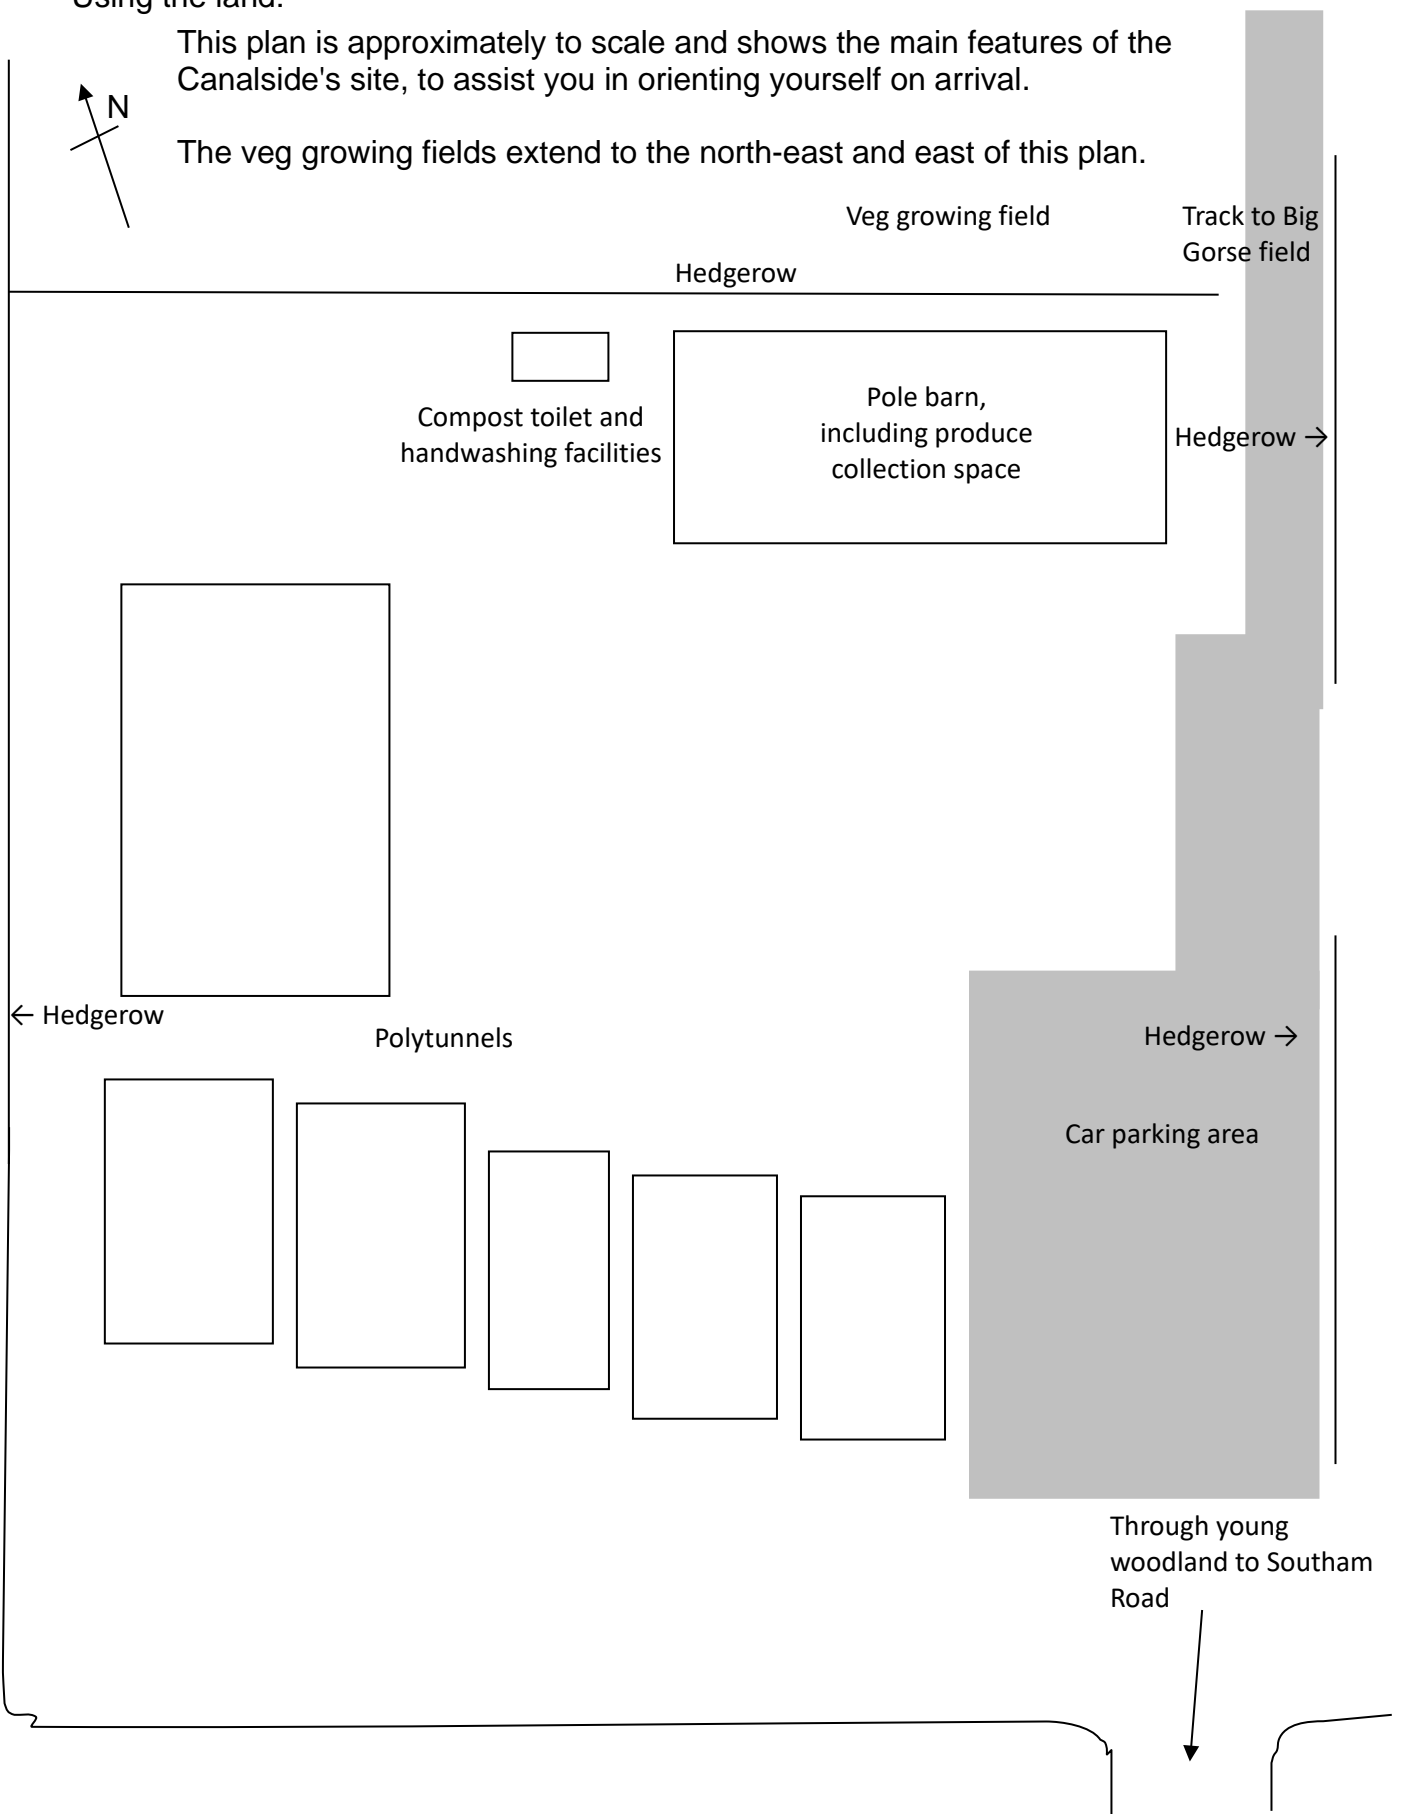 Using the land:
This plan is approximately to scale and shows the main features of the
Canalside's site, to assist you in orienting yourself on arrival.
N
The veg growing fields extend to the north-east and east of this plan.
Veg growing field
Track to Big
Gorse field
Hedgerow
Pole barn,
including produce
collection space
Compost toilet and
handwashing facilities
Hedgerow →
← Hedgerow
Polytunnels
Hedgerow →
Car parking area
Through young
woodland to Southam
Road